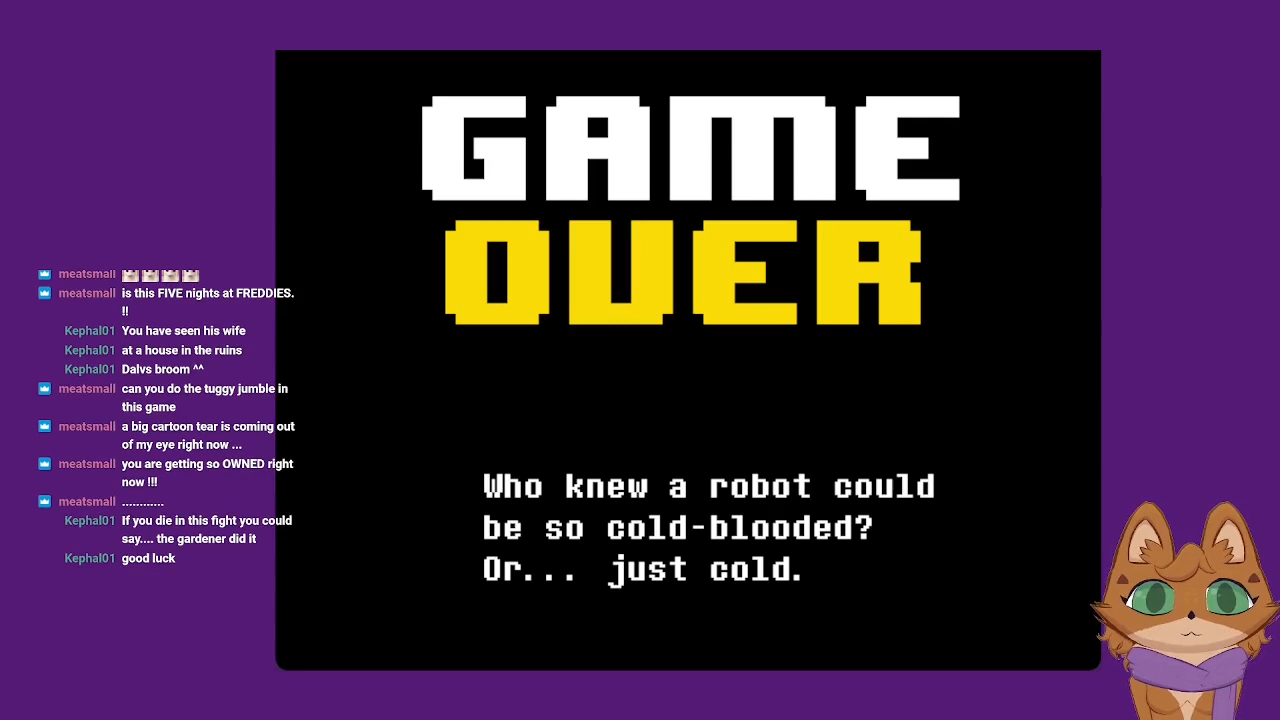 GAME
OVER
meatsmall
meatsmall is this FIVE nights at FREDDIES.
!!
Kephal01 You have seen his wife
Kephal01 at a house in the ruins
Kephal01 Dalvs broom ^^
meatsmall can you do the tuggy jumble in
this game
meatsmall a big cartoon tear is coming out
of my eye right now ...
meatsmall you are getting so OWNED right
now !!!
meatsmall ............
Kephal01 If you die in this fight you could
say.... the gardener did it
Kephal01 good luck
Who knew a robot could
be so cold-blooded?
Or... just cold.